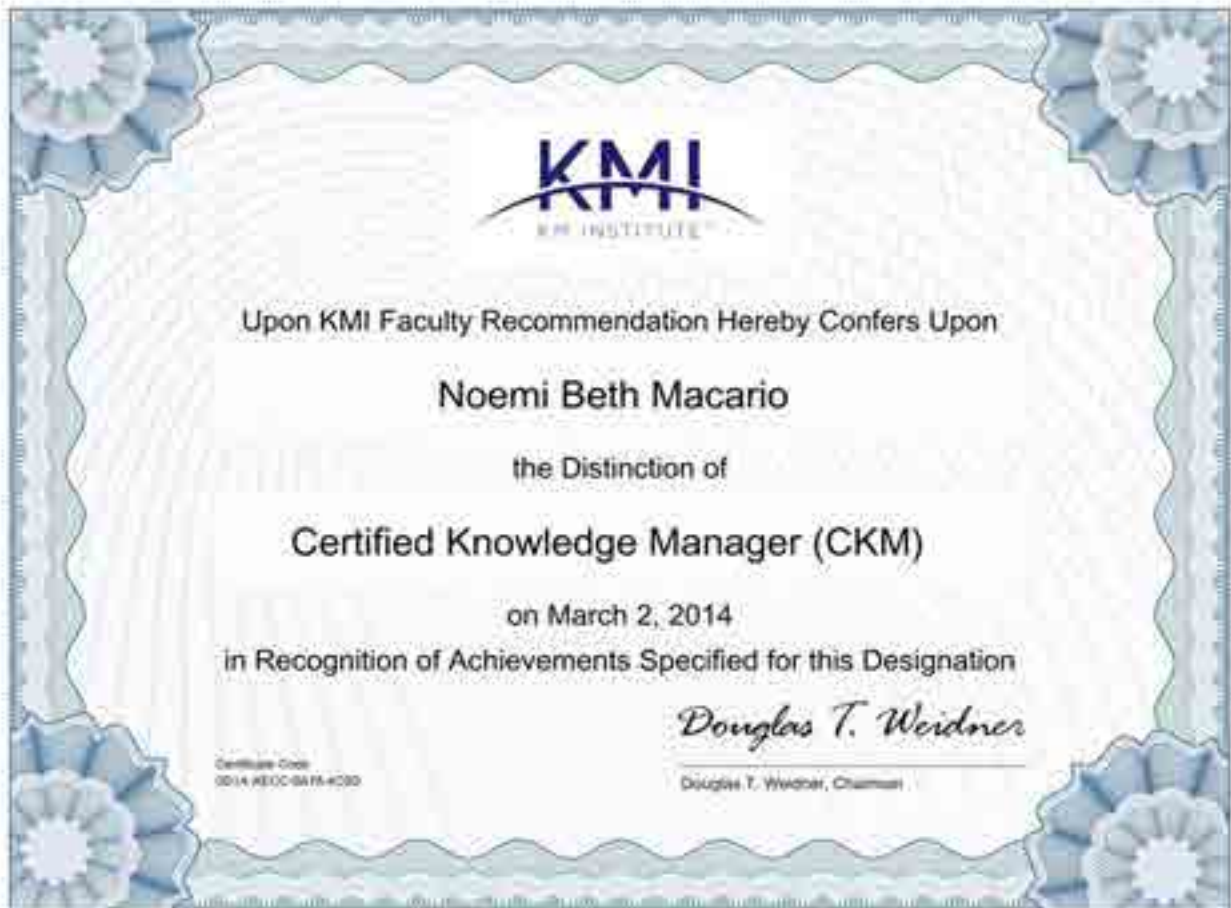 KMI
KM INSTITUTE
Upon KMI Faculty Recommendation Hereby Confers Upon
Noemi Beth Macario
the Distinction of
Certified Knowledge Manager (CKM)
on March 2, 2014
in Recognition of Achievements Specified for this Designation
Douglas T. Weidner
Certificate Code
Douglas T. Weidner, Chairman